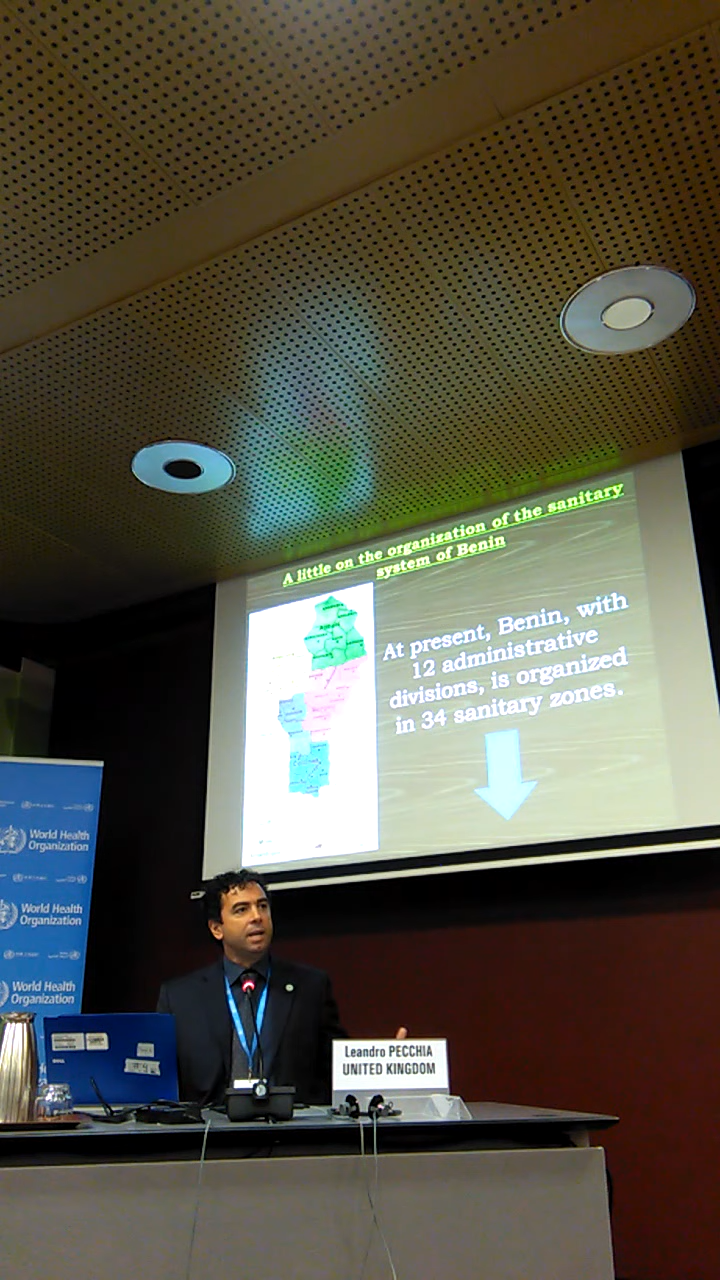 A little on the organization of the sanitary
system of Benin
At present, Benin, with
12 administrative
divisions, is organized
in 34 sanitary zones.
World Health
Organization
World Health
Organization
World Health
Organization
Leandro PECCHIA
UNITED KINGDOM